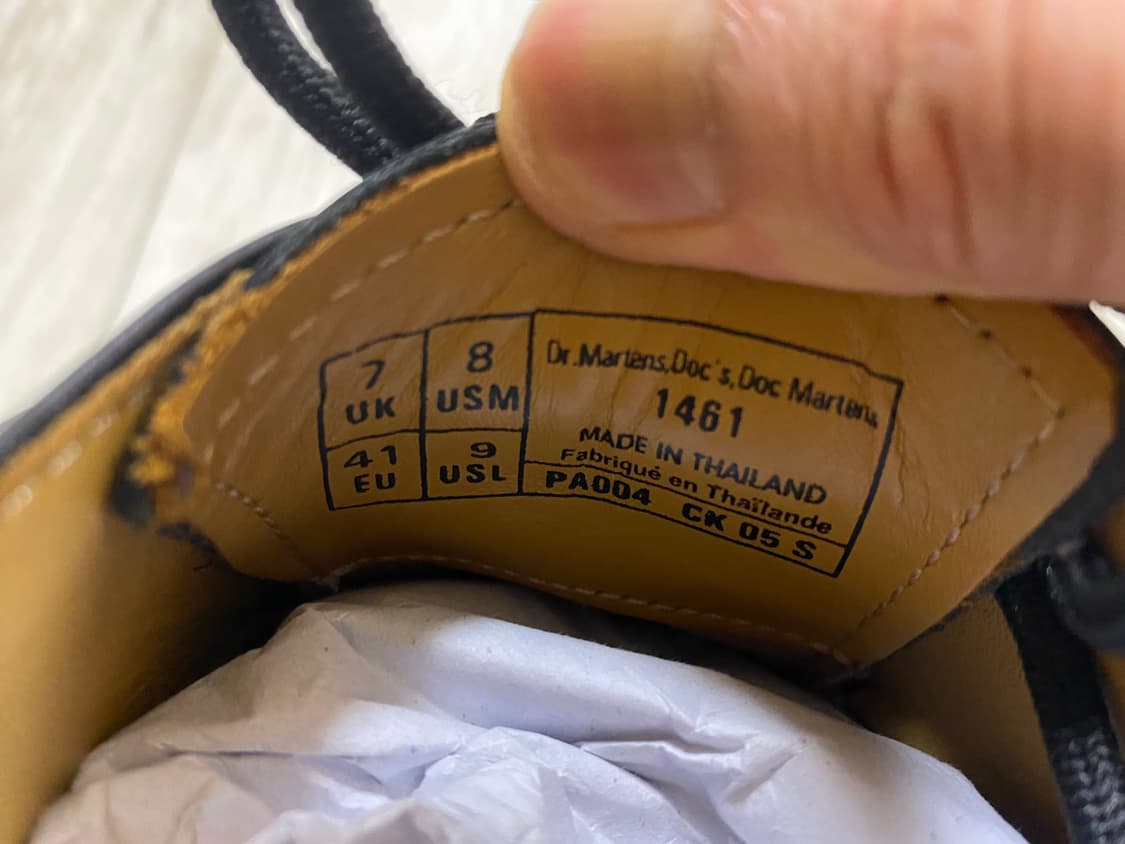 7
UK
8
USM
41
EU
9
USL
Dr.Martens,Doc's,Doc Martens
1461
MADE IN THAILAND
Fabriqué en Thaïlande
PA004 CK 05 S